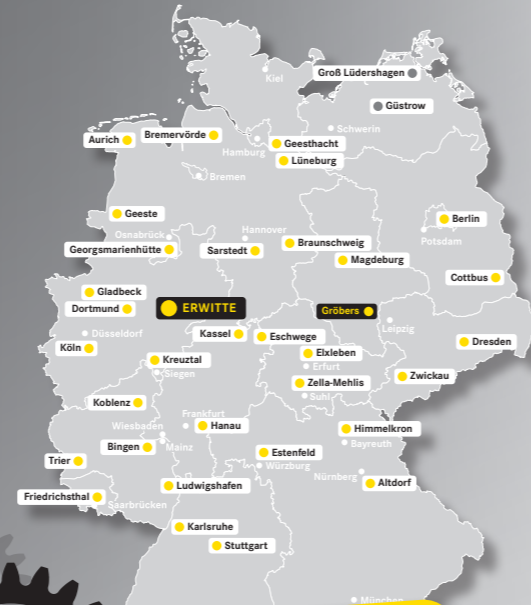 Kiel
Groß Lüdershagen
Güstrow
Schwerin
Bremervörde
Aurich
Hamburg
Geesthacht
Lüneburg
Bremen
Geeste
Berlin
Osnabrück
Hannover
Potsdam
Georgsmarienhütte
Sarstedt
Braunschweig
Magdeburg
Cottbus
Gladbeck
Dortmund
ERWITTE
Gröbers
Düsseldorf
Kassel
Eschwege
Leipzig
Dresden
Köln
Kreuztal
Elxleben
Erfurt
Siegen
Zella-Mehlis
Zwickau
Suhl
Koblenz
Frankfurt
Wiesbaden
Hanau
Himmelkron
Bingen
Mainz
Bayreuth
Trier
Estenfeld
Würzburg
Nürnberg
Altdorf
Ludwigshafen
Friedrichsthal
Saarbrücken
Karlsruhe
Stuttgart
München